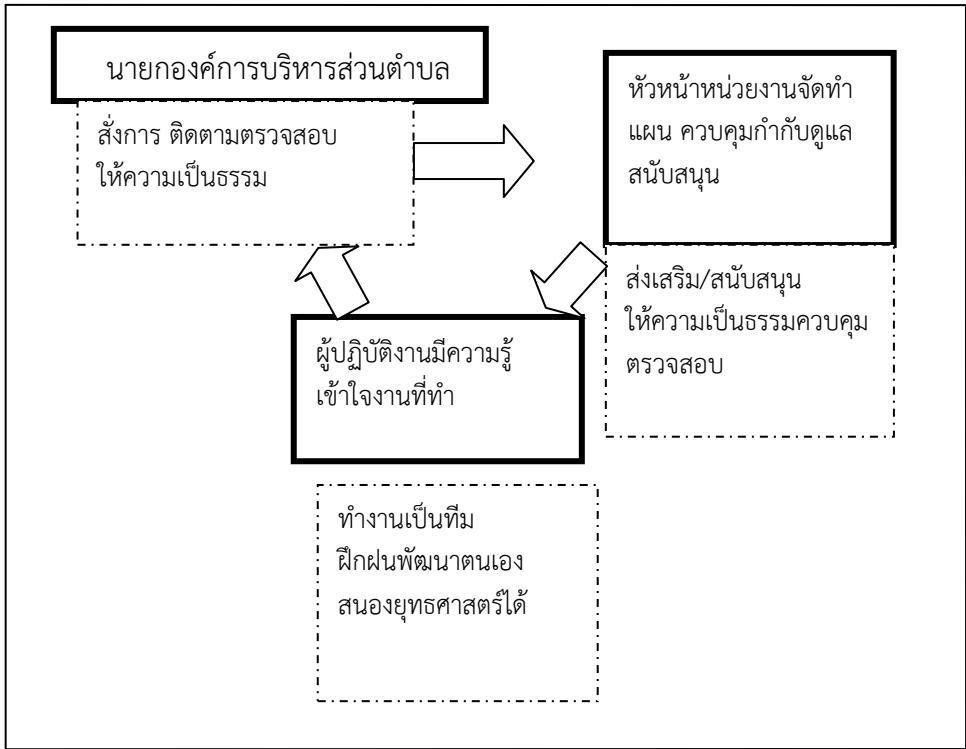 นายกองค์การบริหารส่วนตำบล
สั่งการ ติดตามตรวจสอบ
ให้ความเป็นธรรม
หัวหน้าหน่วยงานจัดทำ
แผน ควบคุมกำกับดูแล
สนับสนุน
ส่งเสริม/สนับสนุน
ให้ความเป็นธรรมควบคุม
ตรวจสอบ
ผู้ปฏิบัติงานมีความรู้
เข้าใจงานที่ทำ
ทำงานเป็นทีม
ฝึกฝนพัฒนาตนเอง
สนองยุทธศาสตร์ได้